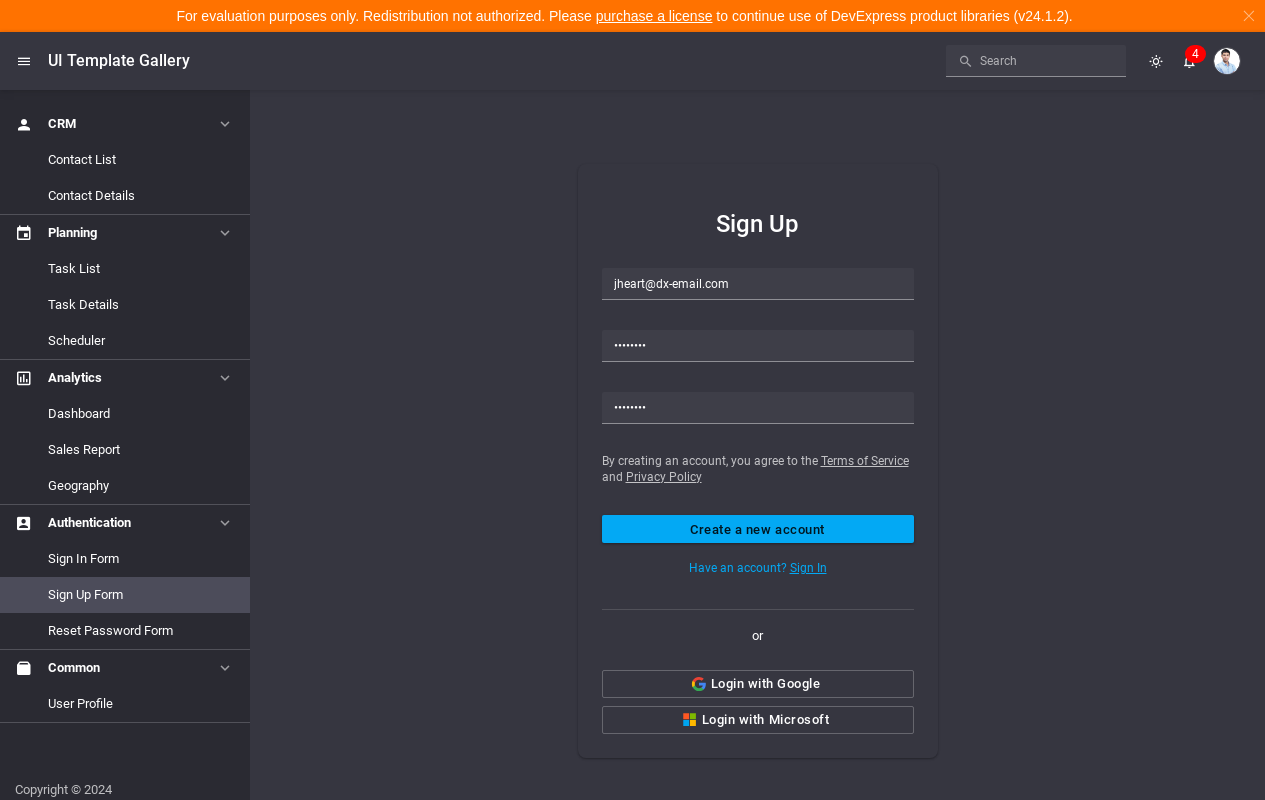 For evaluation purposes only. Redistribution not authorized. Please purchase a license to continue use of DevExpress product libraries (v24.1.2).
UI Template Gallery
Search
4
CRM
Contact List
Contact Details
Planning
Task List
Task Details
Scheduler
Analytics
Dashboard
Sales Report
Geography
Authentication
Sign In Form
Sign Up Form
Reset Password Form
Common
User Profile
Copyright © 2024
Sign Up
jheart@dx-email.com
••••••••
••••••••
By creating an account, you agree to the Terms of Service
and Privacy Policy
Create a new account
Have an account? Sign In
or
Login with Google
Login with Microsoft